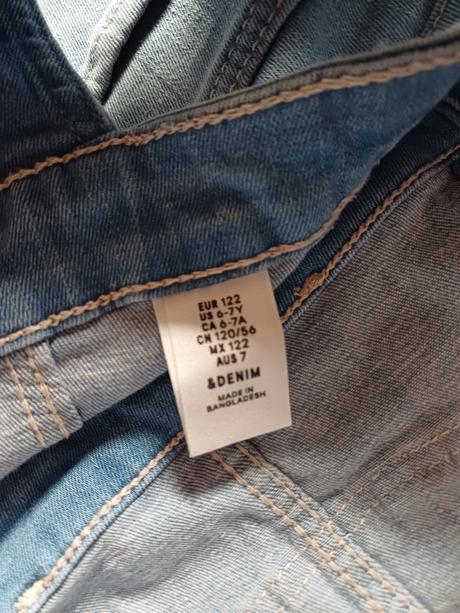 EUR 122
US 6-7Y
CA 6-7A
CN 120/56
MX 122
AUS 7
&DENIM
MADE IN
BANGLADESH